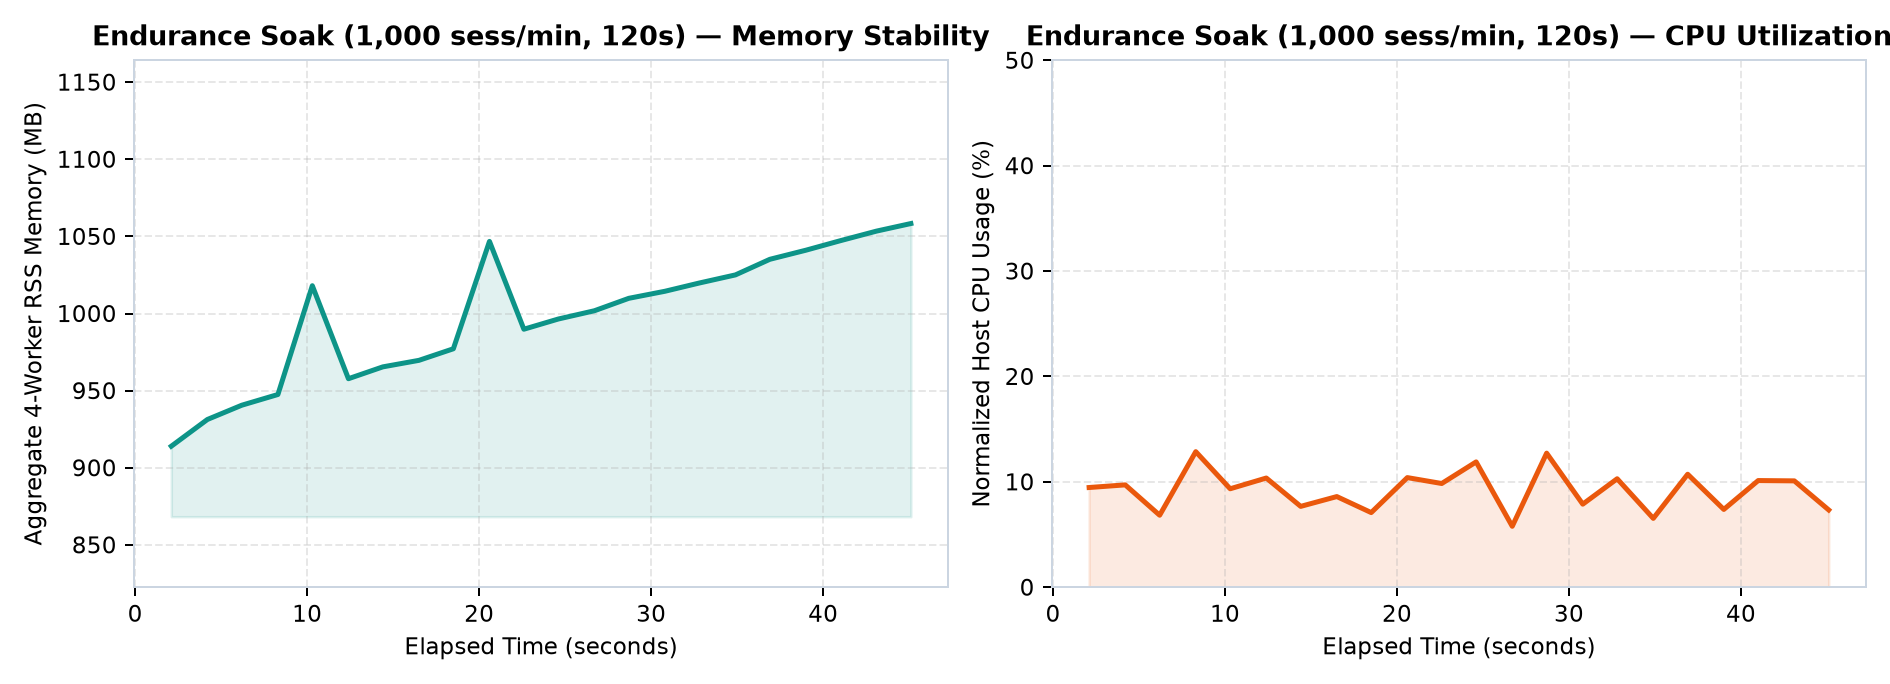 Endurance Soak (1,000 sess/min, 120s) — Memory Stability
Aggregate 4-Worker RSS Memory (MB)
1150
1100
1050
1000
950
900
850
0 10 20 30 40
Elapsed Time (seconds)
Endurance Soak (1,000 sess/min, 120s) — CPU Utilization
Normalized Host CPU Usage (%)
50
40
30
20
10
0
0 10 20 30 40
Elapsed Time (seconds)